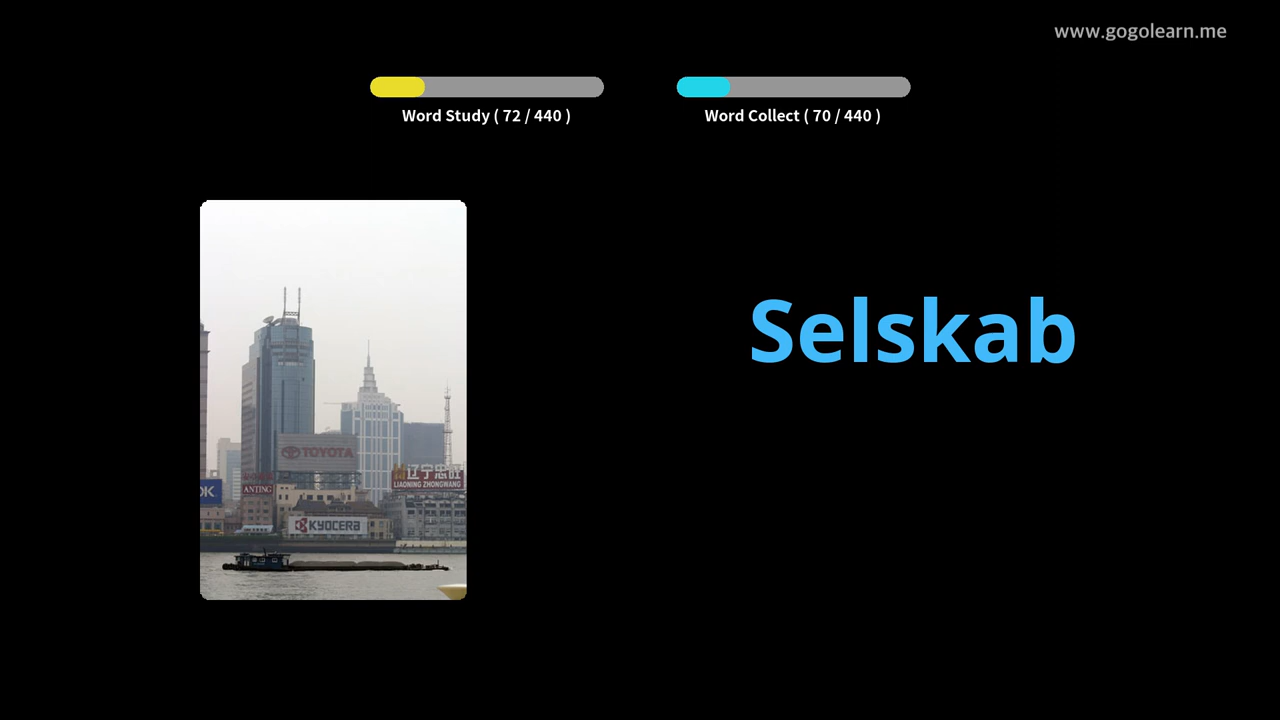 www.gogolearn.me
Word Study ( 72 / 440 )
Word Collect ( 70 / 440 )
Selskab
TOYOTA
辽宁忠旺
LIAONING ZHONGWANG
OK
ANTING
KYOCERA